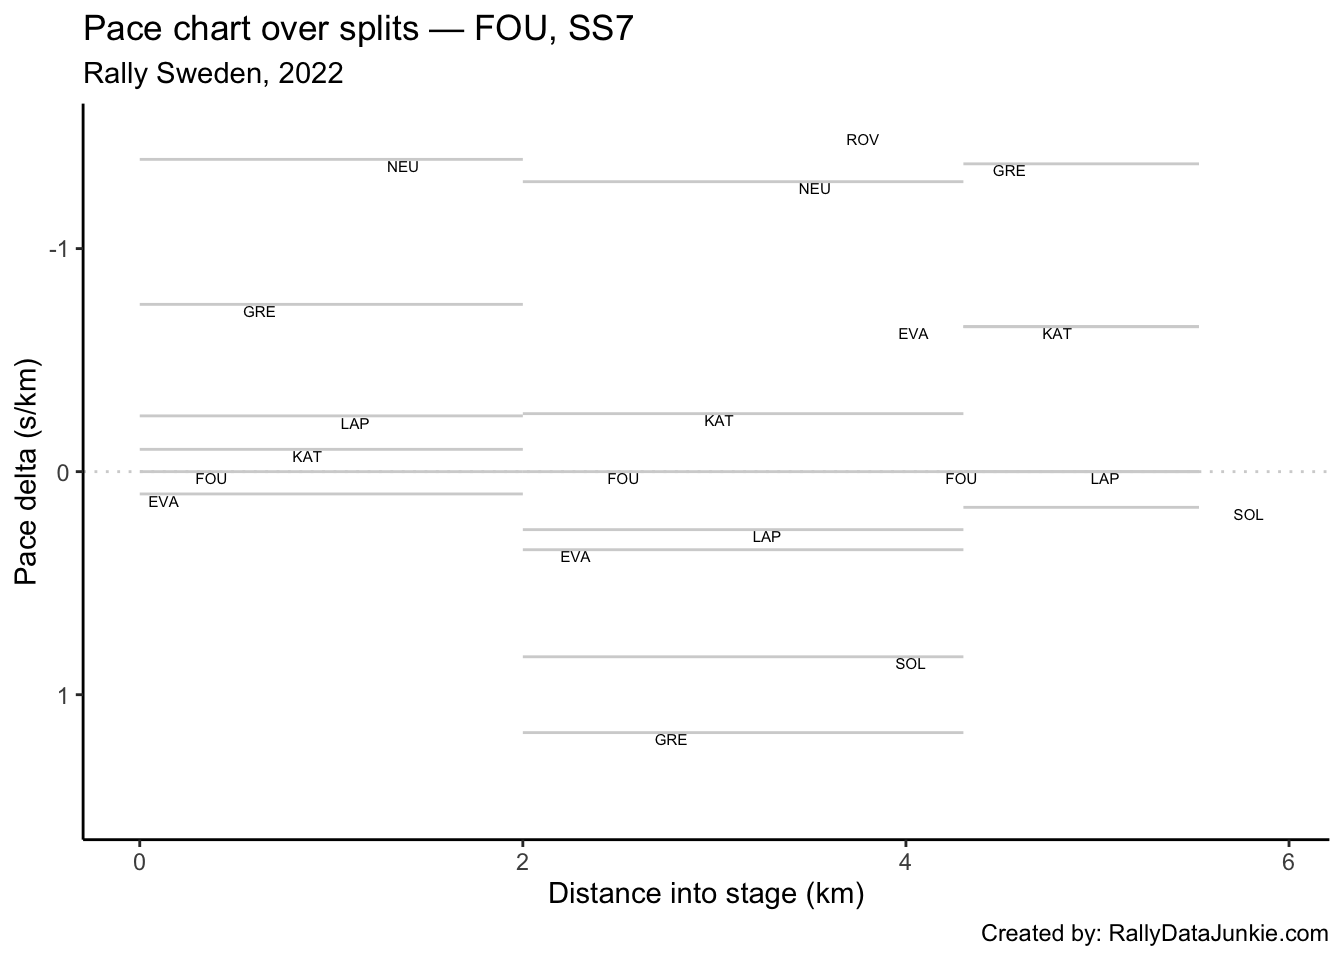 Pace chart over splits — FOU, SS7
Rally Sweden, 2022
ROV
NEU
GRE
NEU
-1
GRE
EVA
KAT
LAP
KAT
KAT
0
FOU
FOU
FOU
LAP
EVA
SOL
LAP
EVA
SOL
1
GRE
Pace delta (s/km)
0
2
4
6
Distance into stage (km)
Created by: RallyDataJunkie.com